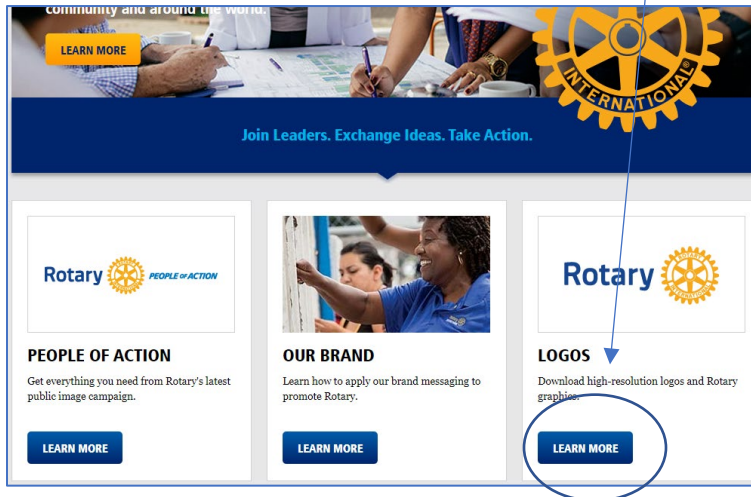 community and around the world.
LEARN MORE
INTERNATIONAL®
Join Leaders. Exchange Ideas. Take Action.
Rotary
PEOPLE OF ACTION
PEOPLE OF ACTION
Get everything you need from Rotary's latest
public image campaign.
LEARN MORE
OUR BRAND
Learn how to apply our brand messaging to
promote Rotary.
LEARN MORE
Rotary
ROTARY
INTERNATIONAL
LOGOS
Download high-resolution logos and Rotary
graphics.
LEARN MORE